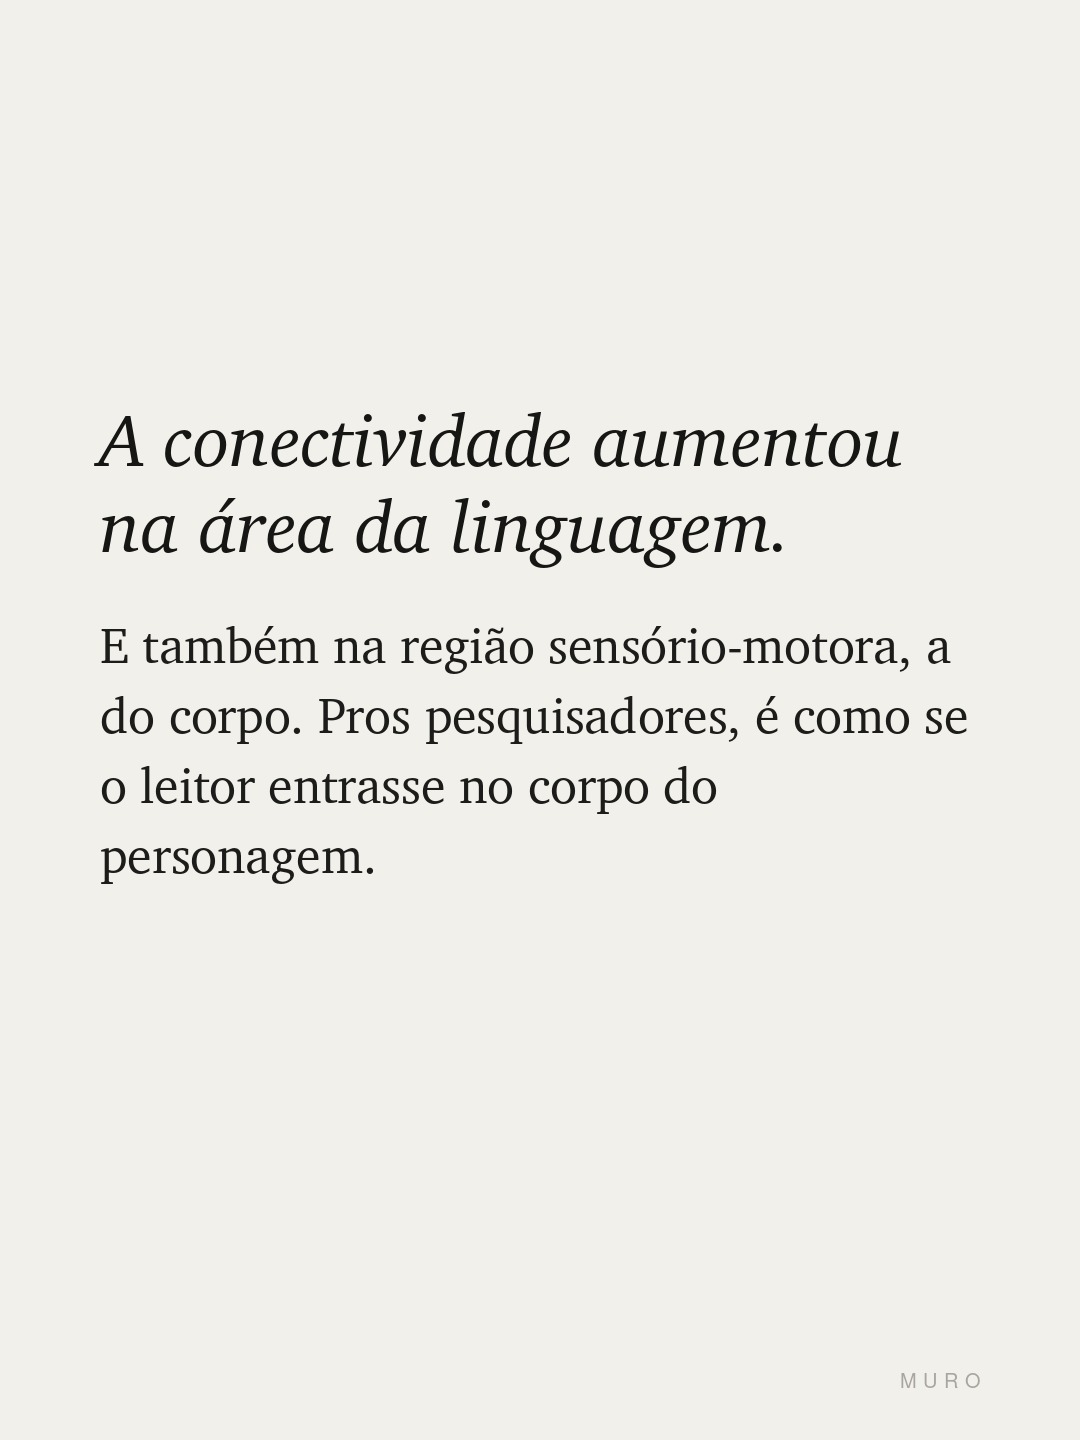 A conectividade aumentou
na área da linguagem.
E também na região sensório-motora, a
do corpo. Pros pesquisadores, é como se
o leitor entrasse no corpo do
personagem.
MURO